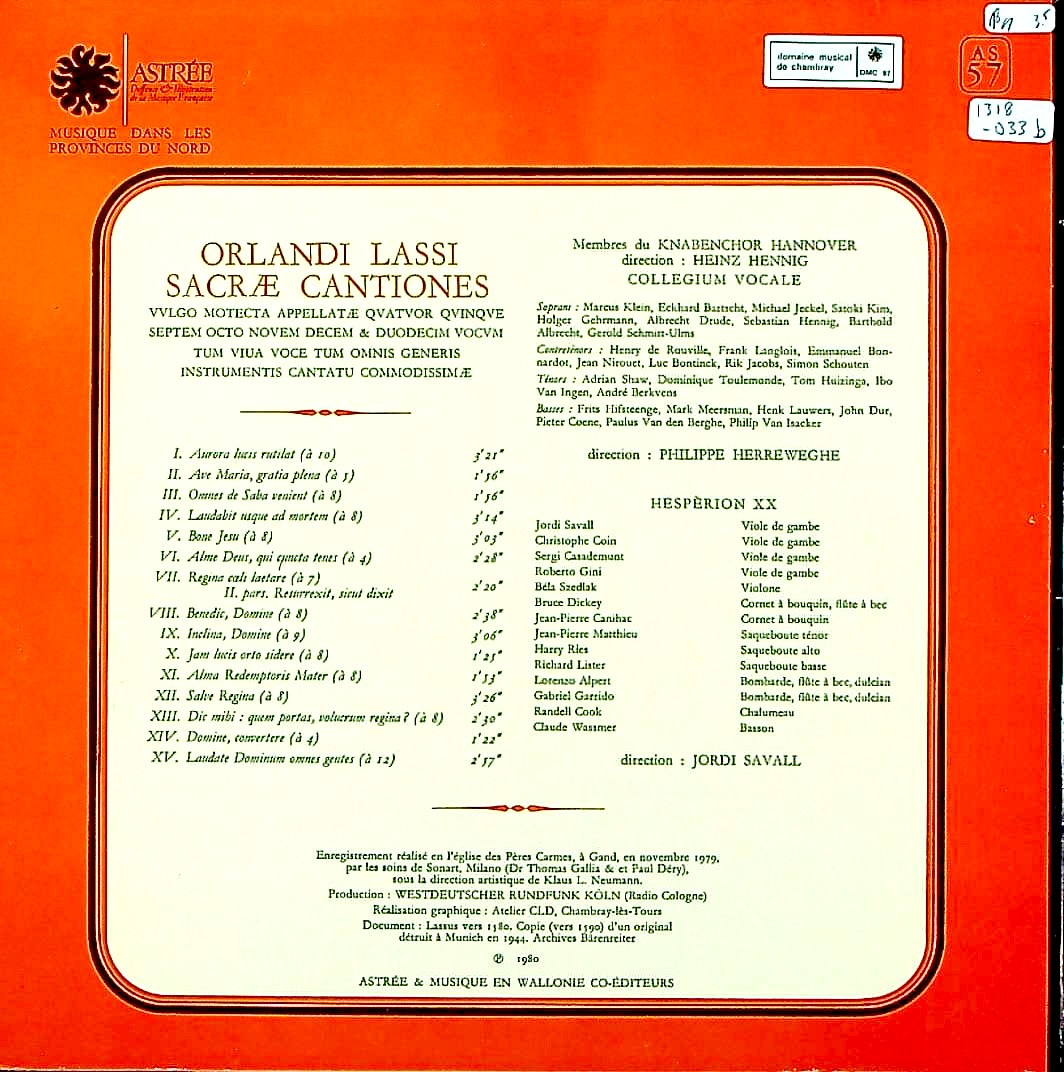 ASTRÉE
Deffence & Illustration
de la Musique Française
MUSIQUE DANS LES
PROVINCES DU NORD
domaine musical
de chambray
DMC 87
3.5
AS
57
1318
-033 b
ORLANDI LASSI
SACRÆ CANTIONES
VVLGO MOTECTA APPELLATÆ QVATVOR QVINQVE
SEPTEM OCTO NOVEM DECEM & DUODECIM VOCVM
TUM VIUA VOCE TUM OMNIS GENERIS
INSTRUMENTIS CANTATU COMMODISSIMÆ
I. Aurora lucis rutilat (à 10) 3'21"
II. Ave Maria, gratia plena (à 5) 1'56"
III. Omnes de Saba venient (à 8) 1'56"
IV. Laudabit usque ad mortem (à 8) 3'14"
V. Bone Jesu (à 8) 3'03"
VI. Alme Deus, qui cuncta tenes (à 4) 2'28"
VII. Regina cæli laetare (à 7)
II. pars. Resurrexit, sicut dixit 2'20"
VIII. Benedic, Domine (à 8) 2'38"
IX. Inclina, Domine (à 9) 3'06"
X. Jam lucis orto sidere (à 8) 1'25"
XI. Alma Redemptoris Mater (à 8) 1'53"
XII. Salve Regina (à 8) 3'26"
XIII. Dic mihi : quem portas, volucrum regina ? (à 8) 2'30"
XIV. Domine, convertere (à 4) 1'22"
XV. Laudate Dominum omnes gentes (à 12) 2'57"
Membres du KNABENCHOR HANNOVER
direction : HEINZ HENNIG
COLLEGIUM VOCALE
Soprans : Marcus Klein, Eckhard Bartscht, Michael Jeckel, Satoki Kim,
Holger Gehrmann, Albrecht Drude, Sebastian Hennig, Barthold
Albrecht, Gerold Schmitt-Ulms
Contreténors : Henry de Rouville, Frank Langlois, Emmanuel Bon-
nardot, Jean Nirouet, Luc Bontinck, Rik Jacobs, Simon Schouten
Ténors : Adrian Shaw, Dominique Toulemonde, Tom Huizinga, Ibo
Van Ingen, André Berkvens
Basses : Frits Hifsteenge, Mark Meersman, Henk Lauwers, John Dur,
Pieter Coene, Paulus Van den Berghe, Philip Van Isacker
direction : PHILIPPE HERREWEGHE
HESPÈRION XX
Jordi Savall Viole de gambe
Christophe Coin Viole de gambe
Sergi Casademunt Viole de gambe
Roberto Gini Viole de gambe
Béla Szedlak Violone
Bruce Dickey Cornet à bouquin, flûte à bec
Jean-Pierre Canihac Cornet à bouquin
Jean-Pierre Matthieu Saqueboute ténor
Harry Ries Saqueboute alto
Richard Lister Saqueboute basse
Lorenzo Alpert Bombarde, flûte à bec, dulcian
Gabriel Garrido Bombarde, flûte à bec, dulcian
Randell Cook Chalumeau
Claude Wassmer Basson
direction : JORDI SAVALL
Enregistrement réalisé en l'église des Pères Carmes, à Gand, en novembre 1979,
par les soins de Sonart, Milano (Dr Thomas Gallia & et Paul Déry),
sous la direction artistique de Klaus L. Neumann.
Production : WESTDEUTSCHER RUNDFUNK KÖLN (Radio Cologne)
Réalisation graphique : Atelier CLD, Chambray-lès-Tours
Document : Lassus vers 1580. Copie (vers 1590) d'un original
détruit à Munich en 1944. Archives Bärenreiter
℗ 1980
ASTRÉE & MUSIQUE EN WALLONIE CO-ÉDITEURS